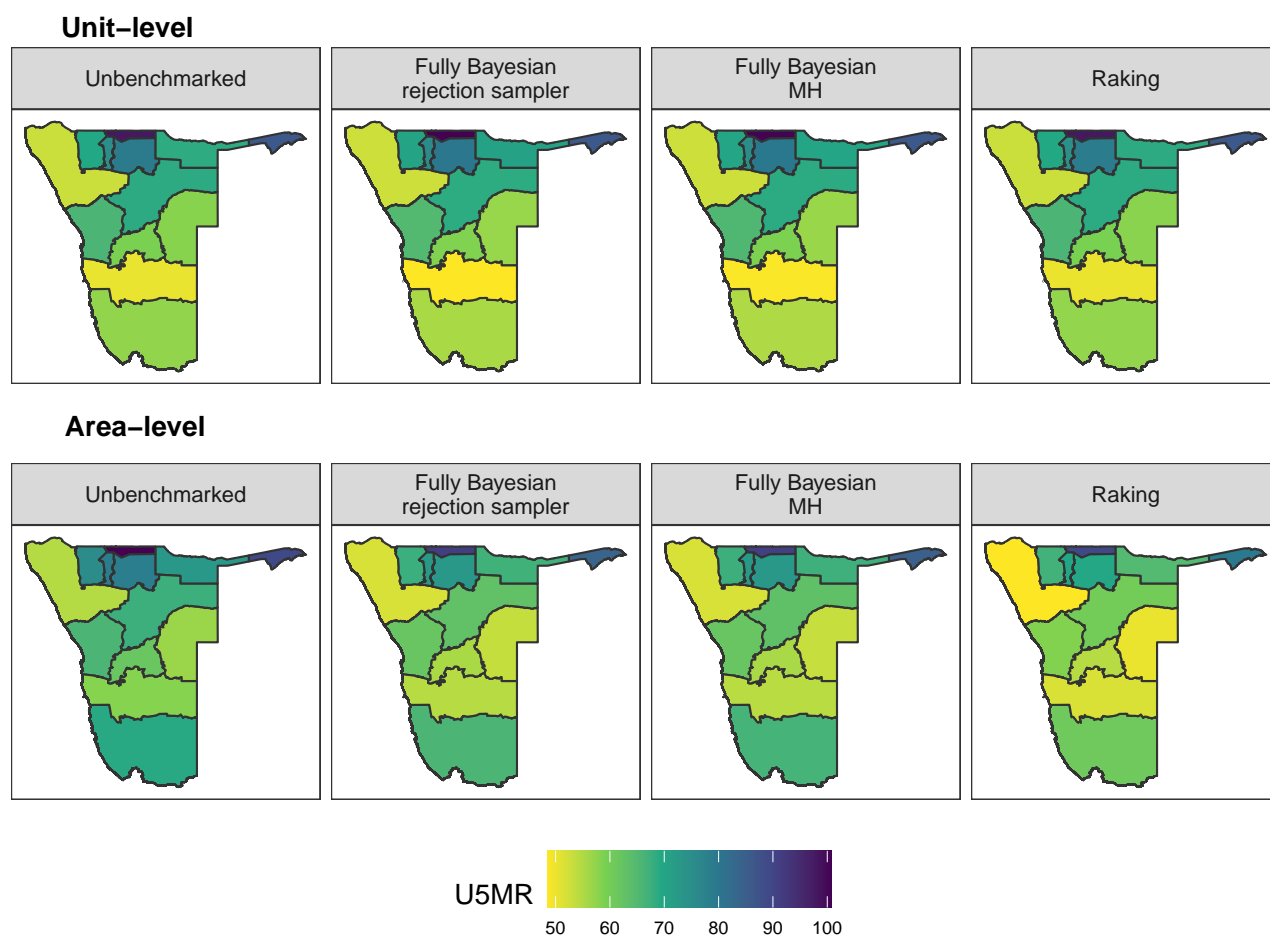 Unit−level
Unbenchmarked
Fully Bayesian
rejection sampler
Fully Bayesian
MH
Raking
Area−level
Unbenchmarked
Fully Bayesian
rejection sampler
Fully Bayesian
MH
Raking
U5MR
50 60 70 80 90 100